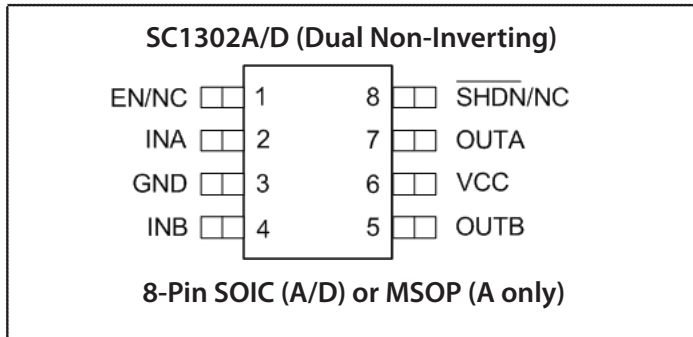 SC1302A/D (Dual Non-Inverting)
EN/NC 1 8 SHDN/NC
INA 2 7 OUTA
GND 3 6 VCC
INB 4 5 OUTB
8-Pin SOIC (A/D) or MSOP (A only)